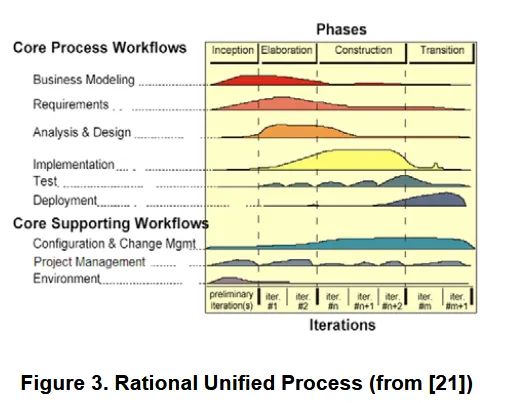 Phases
Core Process Workflows
Inception Elaboration Construction Transition
Business Modeling
Requirements
Analysis & Design
Implementation
Test
Deployment
Core Supporting Workflows
Configuration & Change Mgmt
Project Management
Environment
preliminary iteration(s)
iter. #1
iter. #2
iter. #n
iter. #n+1
iter. #n+2
iter. #m
iter. #m+1
Iterations
Figure 3. Rational Unified Process (from [21])